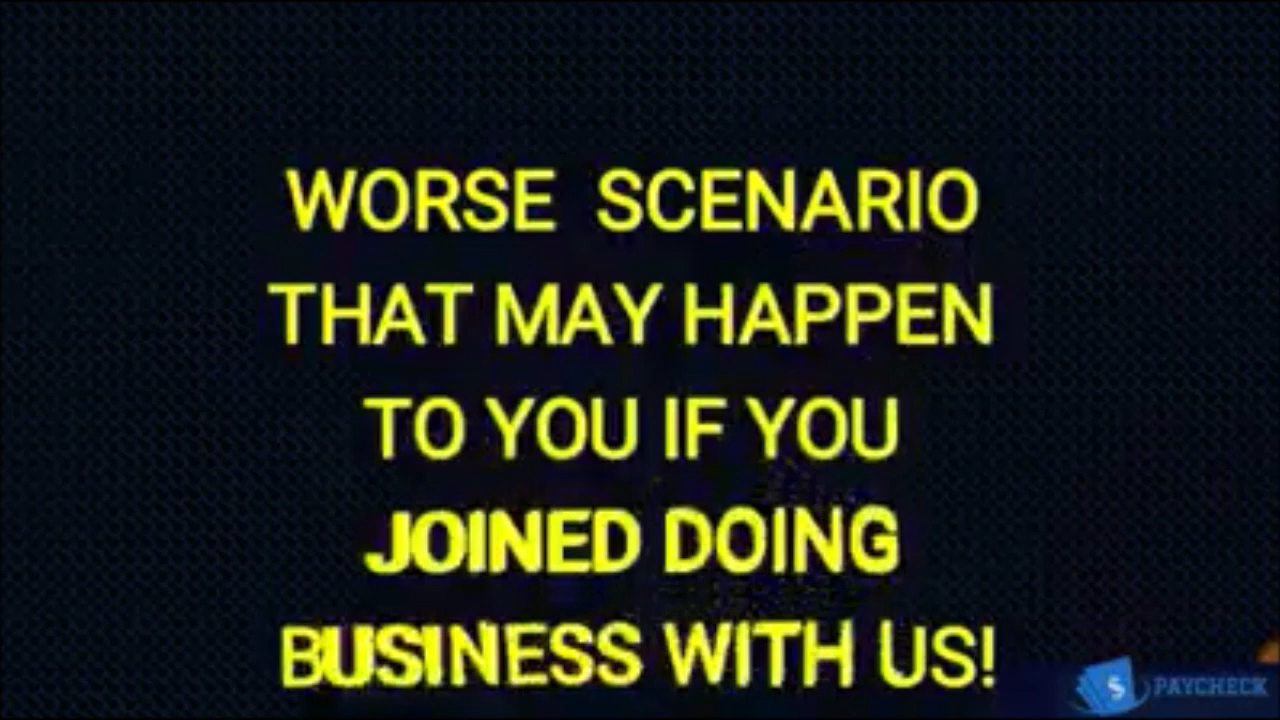 WORSE SCENARIO
THAT MAY HAPPEN
TO YOU IF YOU
JOINED DOING
BUSINESS WITH US!
$ PAYCHECK